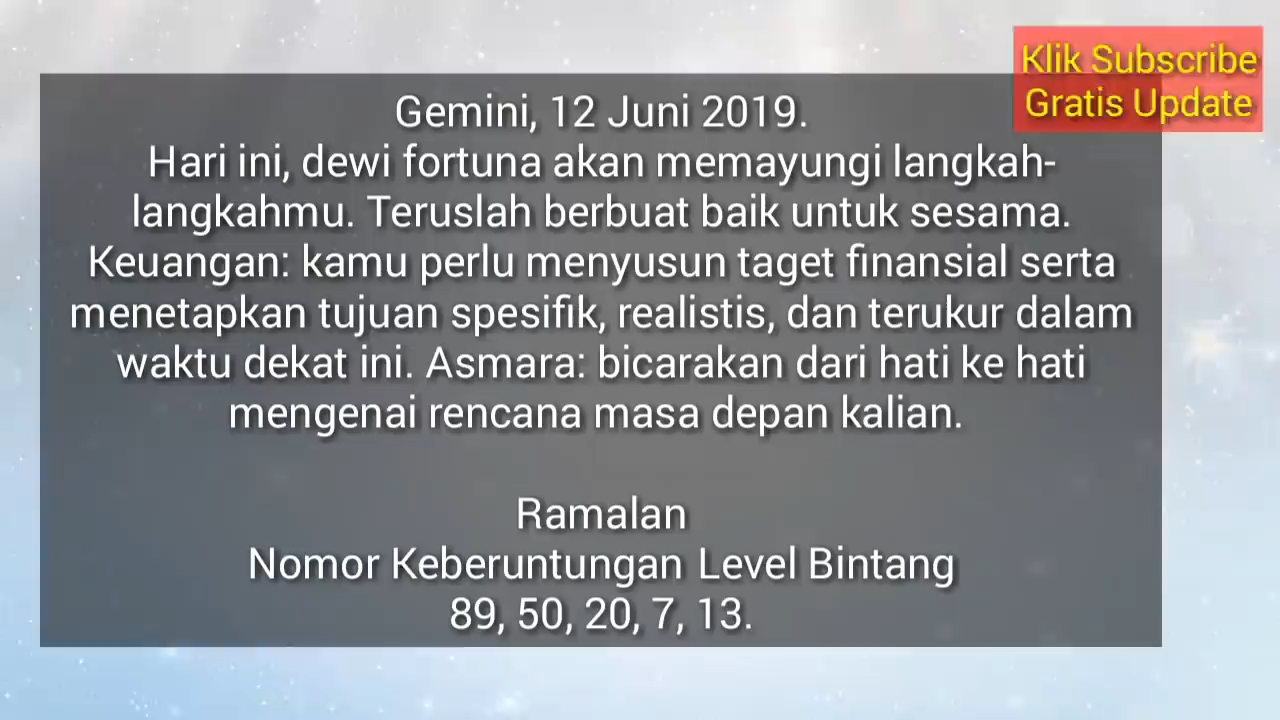 Klik Subscribe
Gratis Update
Gemini, 12 Juni 2019.
Hari ini, dewi fortuna akan memayungi langkah-
langkahmu. Teruslah berbuat baik untuk sesama.
Keuangan: kamu perlu menyusun taget finansial serta
menetapkan tujuan spesifik, realistis, dan terukur dalam
waktu dekat ini. Asmara: bicarakan dari hati ke hati
mengenai rencana masa depan kalian.
Ramalan
Nomor Keberuntungan Level Bintang
89, 50, 20, 7, 13.